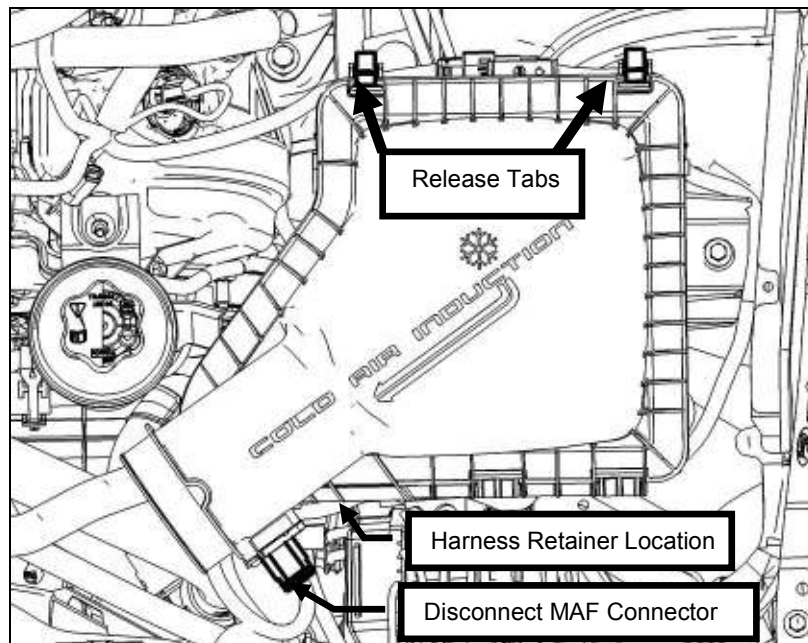 Release Tabs
COLD AIR INDUCTION
Harness Retainer Location
Disconnect MAF Connector